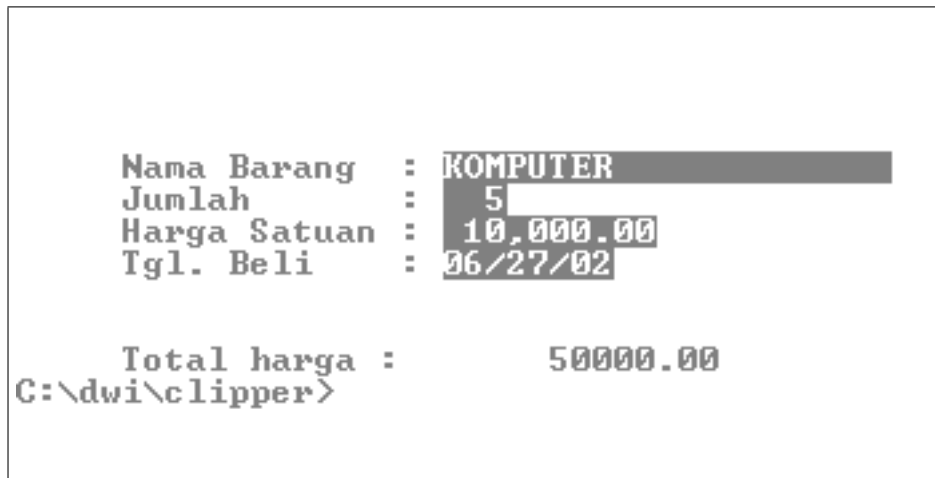 Nama Barang : KOMPUTER
Jumlah : 5
Harga Satuan : 10,000.00
Tgl. Beli : 06/27/02
Total harga : 50000.00
C:\dwi\clipper>